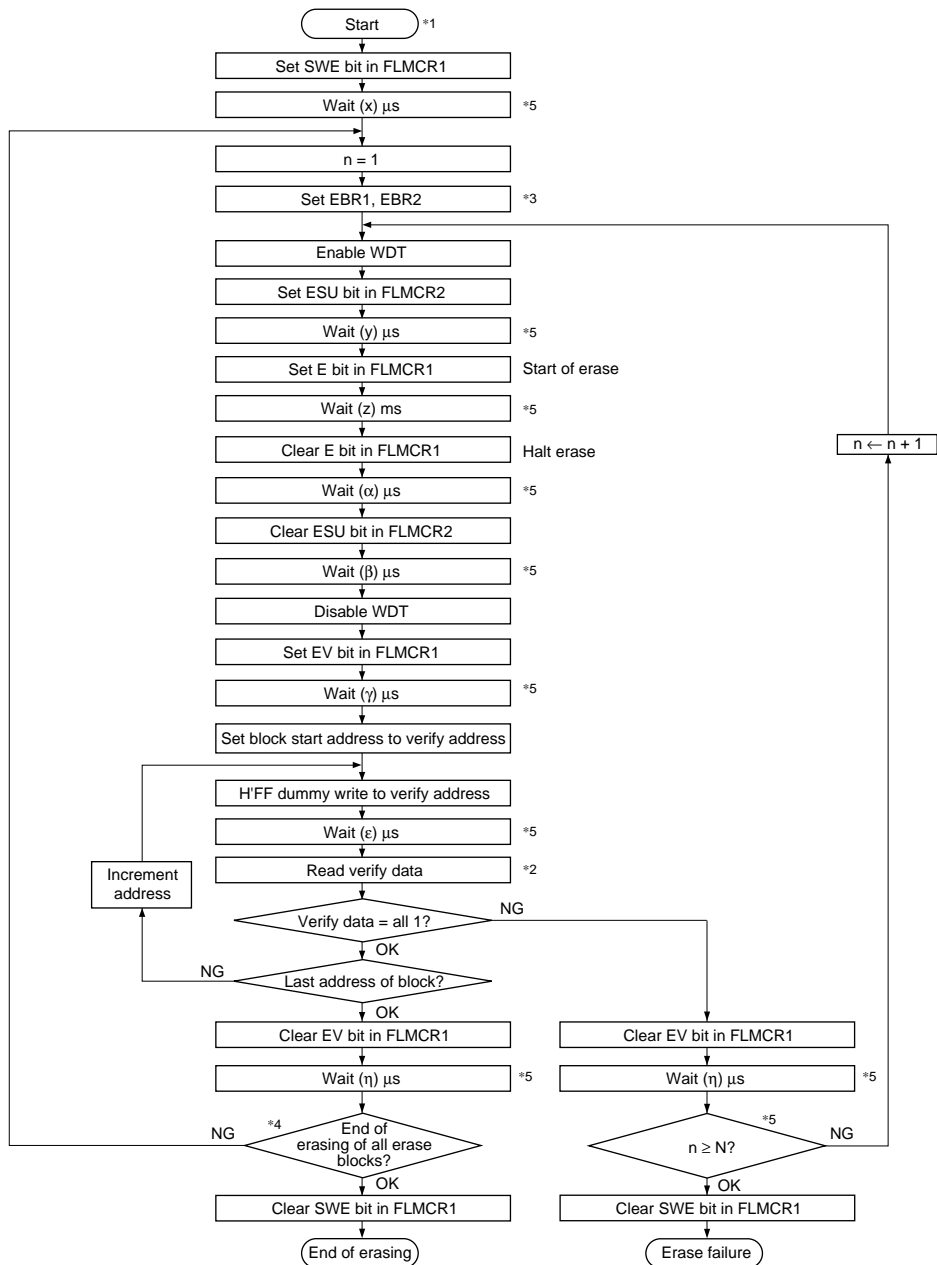 Start *1
Set SWE bit in FLMCR1
Wait (x) µs *5
n = 1
Set EBR1, EBR2 *3
Enable WDT
Set ESU bit in FLMCR2
Wait (y) µs *5
Set E bit in FLMCR1 Start of erase
Wait (z) ms *5
n ← n + 1
Clear E bit in FLMCR1 Halt erase
Wait (α) µs *5
Clear ESU bit in FLMCR2
Wait (β) µs *5
Disable WDT
Set EV bit in FLMCR1
Wait (γ) µs *5
Set block start address to verify address
H'FF dummy write to verify address
Wait (ε) µs *5
Increment
address
Read verify data *2
Verify data = all 1? NG
OK
NG Last address of block?
OK
Clear EV bit in FLMCR1 Clear EV bit in FLMCR1
Wait (η) µs *5 Wait (η) µs *5
NG *4 End of
erasing of all erase
blocks?
*5 n ≥ N? NG
OK OK
Clear SWE bit in FLMCR1 Clear SWE bit in FLMCR1
End of erasing Erase failure